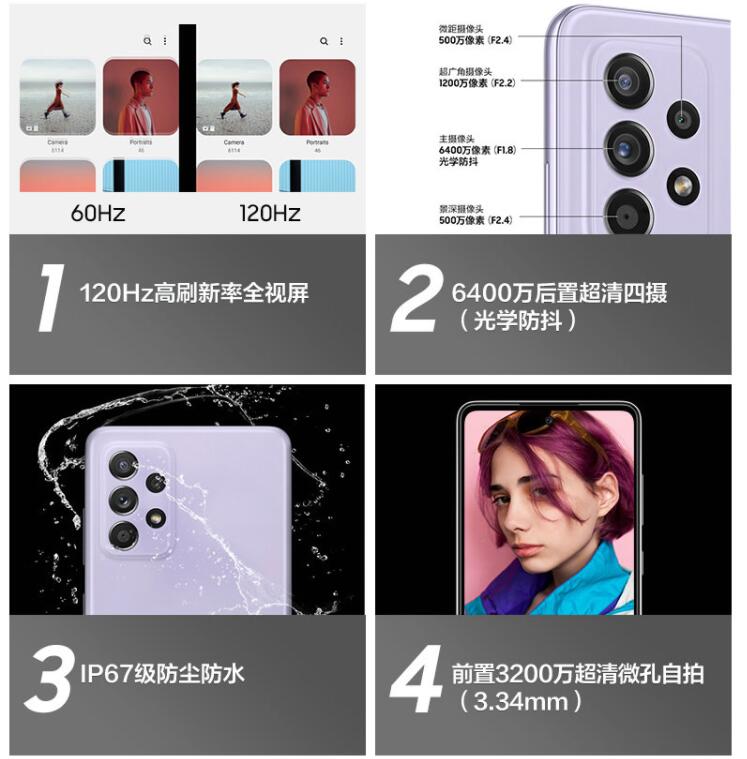 Camera
6114
Portraits
46
Camera
6114
Portraits
46
60Hz
120Hz
1
120Hz高刷新率全视屏
微距摄像头
500万像素 (F2.4)
超广角摄像头
1200万像素 (F2.2)
主摄像头
6400万像素 (F1.8)
光学防抖
景深摄像头
500万像素 (F2.4)
2
6400万后置超清四摄
(光学防抖)
3
IP67级防尘防水
4
前置3200万超清微孔自拍
(3.34mm)